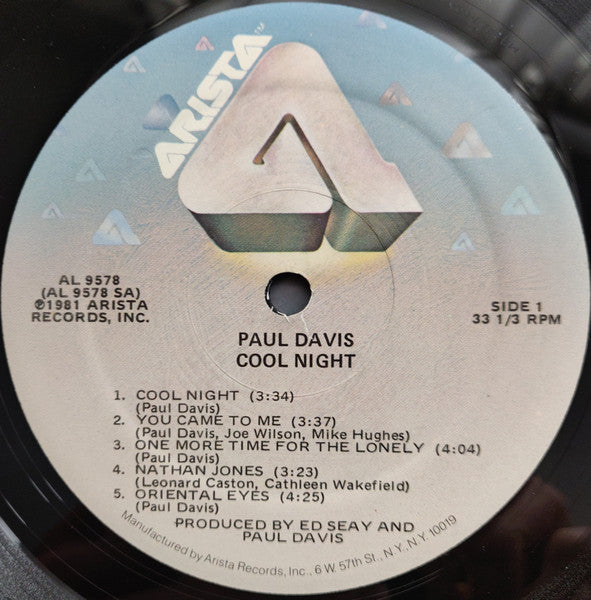 ARISTA™
AL 9578
(AL 9578 SA)
℗1981 ARISTA
RECORDS, INC.
SIDE 1
33 1/3 RPM
PAUL DAVIS
COOL NIGHT
1. COOL NIGHT (3:34)
(Paul Davis)
2. YOU CAME TO ME (3:37)
(Paul Davis, Joe Wilson, Mike Hughes)
3. ONE MORE TIME FOR THE LONELY (4:04)
(Paul Davis)
4. NATHAN JONES (3:23)
(Leonard Caston, Cathleen Wakefield)
5. ORIENTAL EYES (4:25)
(Paul Davis)
PRODUCED BY ED SEAY AND
PAUL DAVIS
Manufactured by Arista Records, Inc., 6 W. 57th St., N.Y., N.Y. 10019